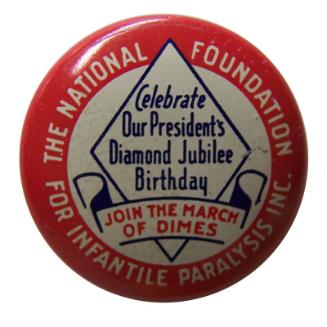 THE NATIONAL FOUNDATION
FOR INFANTILE PARALYSIS INC.
Celebrate
Our President's
Diamond Jubilee
Birthday
JOIN THE MARCH
OF DIMES